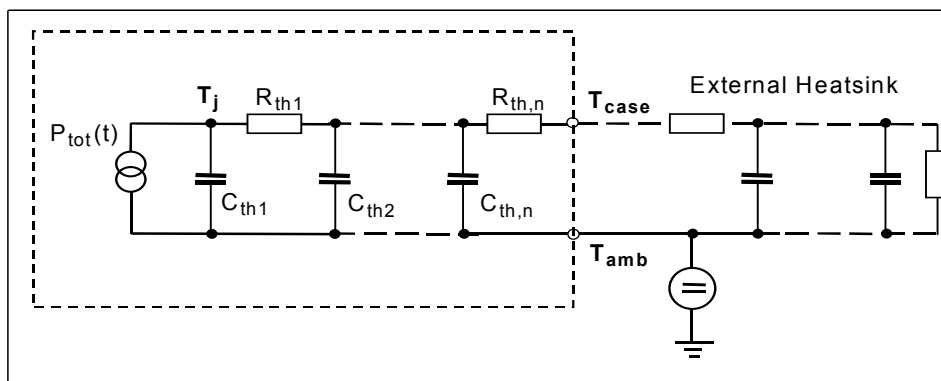 External Heatsink
T_j
R_th1
R_th,n
T_case
P_tot(t)
C_th1
C_th2
C_th,n
T_amb